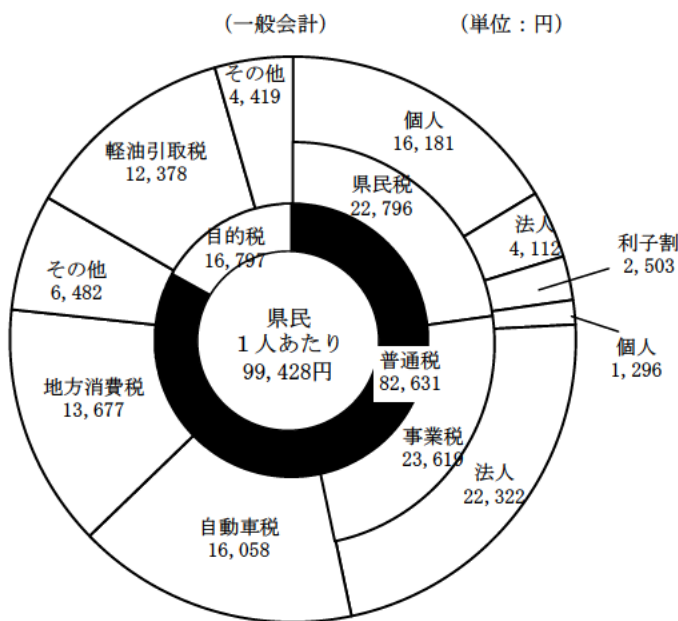 （一般会計）
（単位：円）
その他
4,419
個人
16,181
軽油引取税
12,378
県民税
22,796
法人
4,112
利子割
2,503
目的税
16,797
その他
6,482
県民
１人あたり
99,428円
個人
1,296
普通税
82,631
地方消費税
13,677
事業税
23,619
法人
22,322
自動車税
16,058